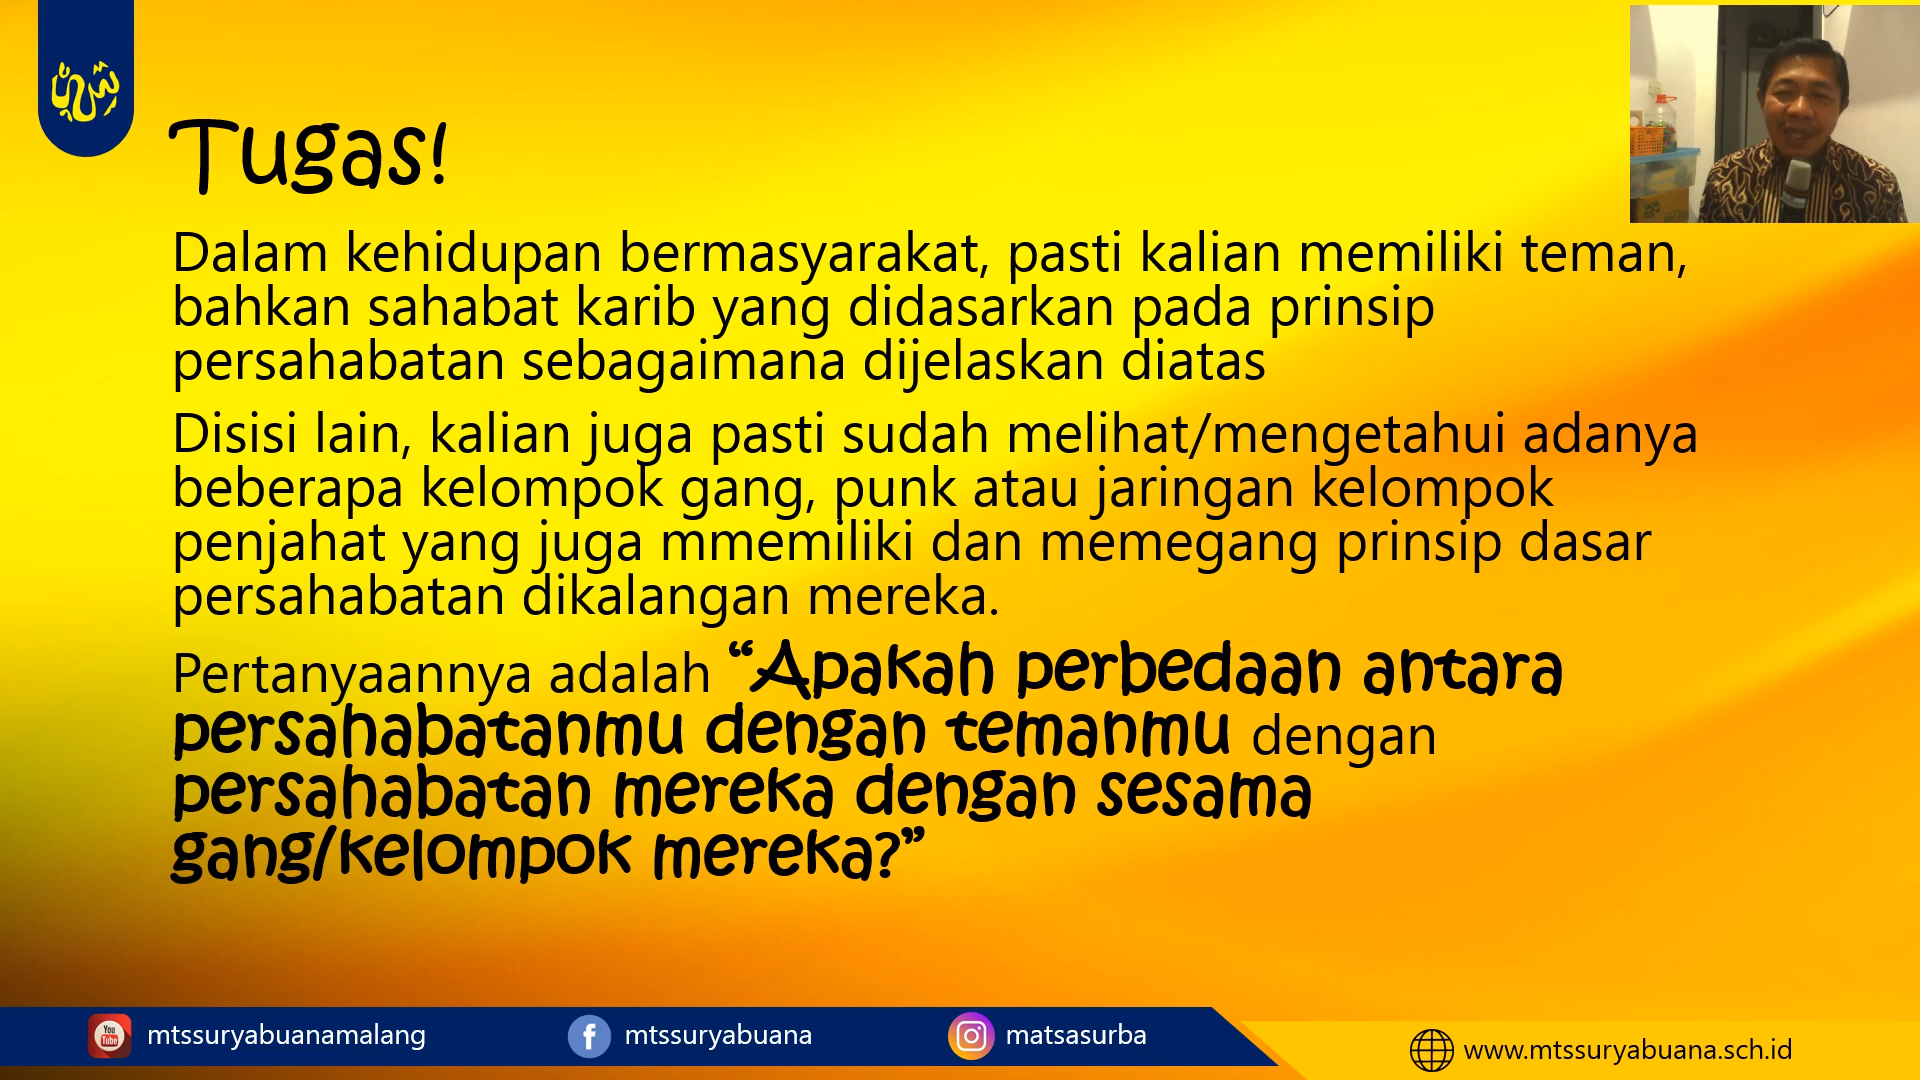 Tugas!
Dalam kehidupan bermasyarakat, pasti kalian memiliki teman,
bahkan sahabat karib yang didasarkan pada prinsip
persahabatan sebagaimana dijelaskan diatas
Disisi lain, kalian juga pasti sudah melihat/mengetahui adanya
beberapa kelompok gang, punk atau jaringan kelompok
penjahat yang juga mmemiliki dan memegang prinsip dasar
persahabatan dikalangan mereka.
Pertanyaannya adalah “Apakah perbedaan antara
persahabatanmu dengan temanmu dengan
persahabatan mereka dengan sesama
gang/kelompok mereka?”
You
Tube
mtssuryabuanamalang
mtssuryabuana
matsasurba
www.mtssuryabuana.sch.id